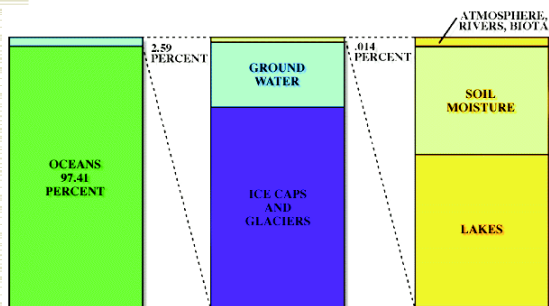 ATMOSPHERE,
RIVERS, BIOTA
2.59
PERCENT
.014
PERCENT
GROUND
WATER
SOIL
MOISTURE
OCEANS
97.41
PERCENT
ICE CAPS
AND
GLACIERS
LAKES